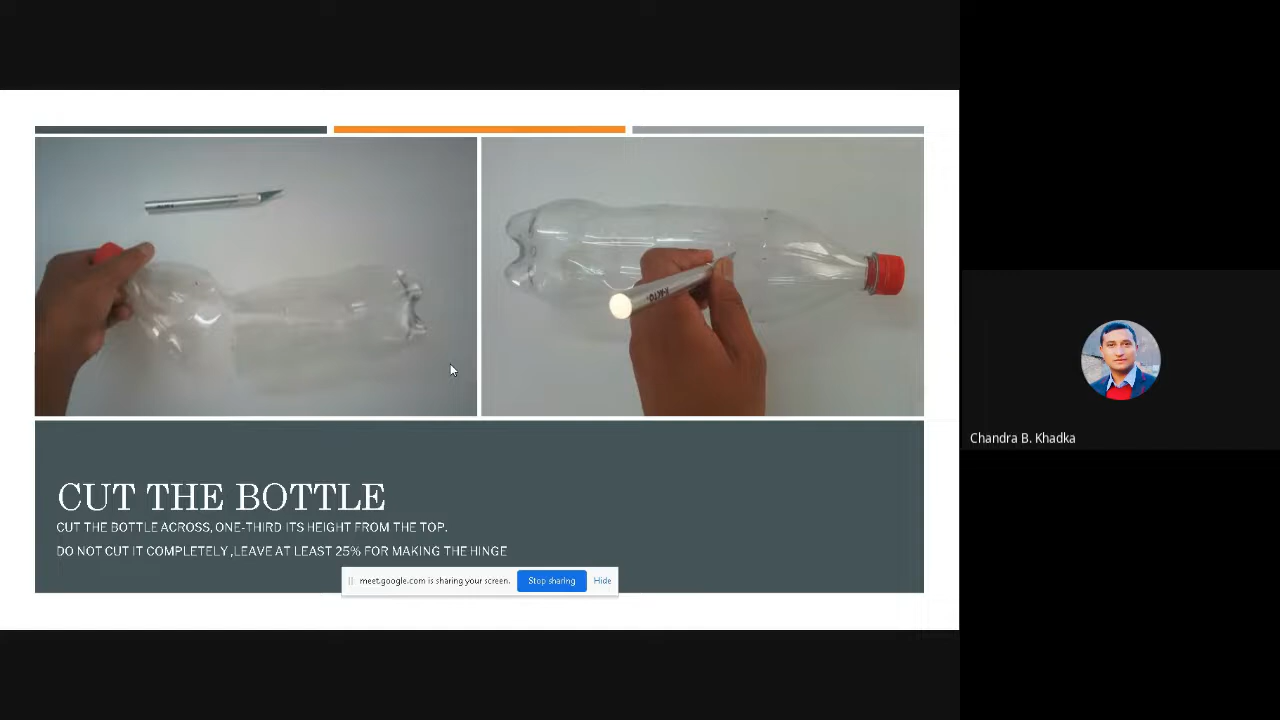 X-ACTO.
CUT THE BOTTLE
CUT THE BOTTLE ACROSS, ONE-THIRD ITS HEIGHT FROM THE TOP.
DO NOT CUT IT COMPLETELY ,LEAVE AT LEAST 25% FOR MAKING THE HINGE
meet.google.com is sharing your screen. Stop sharing Hide
Chandra B. Khadka